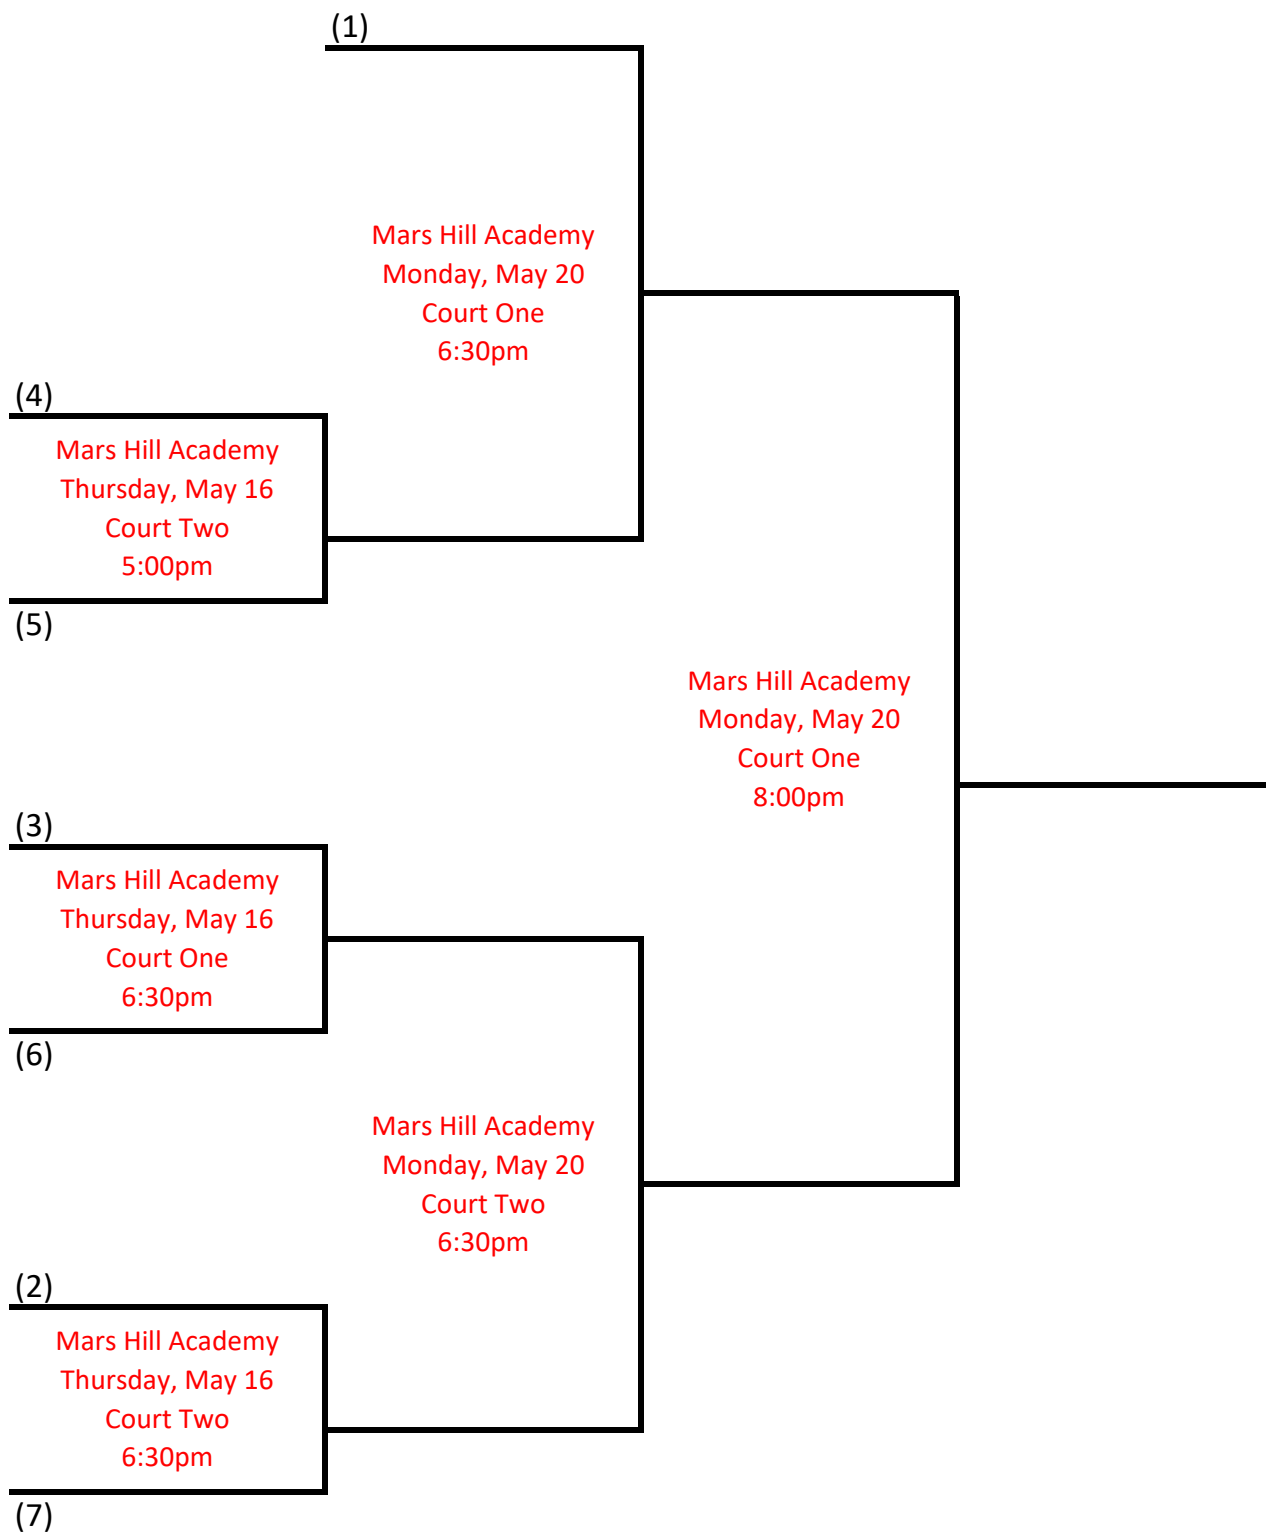 (1)
Mars Hill Academy
Monday, May 20
Court One
6:30pm
(4)
Mars Hill Academy
Thursday, May 16
Court Two
5:00pm
(5)
Mars Hill Academy
Monday, May 20
Court One
8:00pm
(3)
Mars Hill Academy
Thursday, May 16
Court One
6:30pm
(6)
Mars Hill Academy
Monday, May 20
Court Two
6:30pm
(2)
Mars Hill Academy
Thursday, May 16
Court Two
6:30pm
(7)